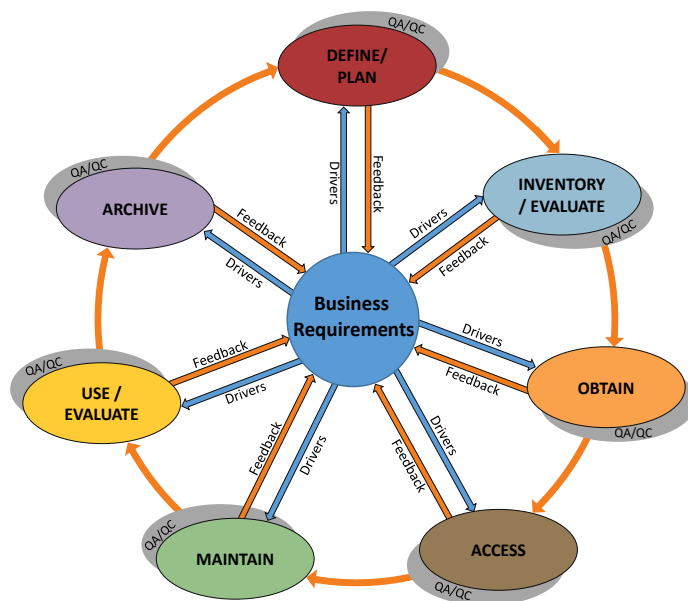 QA/QC
DEFINE/
PLAN
QA/QC
INVENTORY
/ EVALUATE
QA/QC
OBTAIN
QA/QC
ACCESS
QA/QC
MAINTAIN
QA/QC
USE /
EVALUATE
QA/QC
ARCHIVE
Business
Requirements
Drivers
Feedback
Drivers
Feedback
Drivers
Feedback
Drivers
Feedback
Drivers
Feedback
Drivers
Feedback
Drivers
Feedback